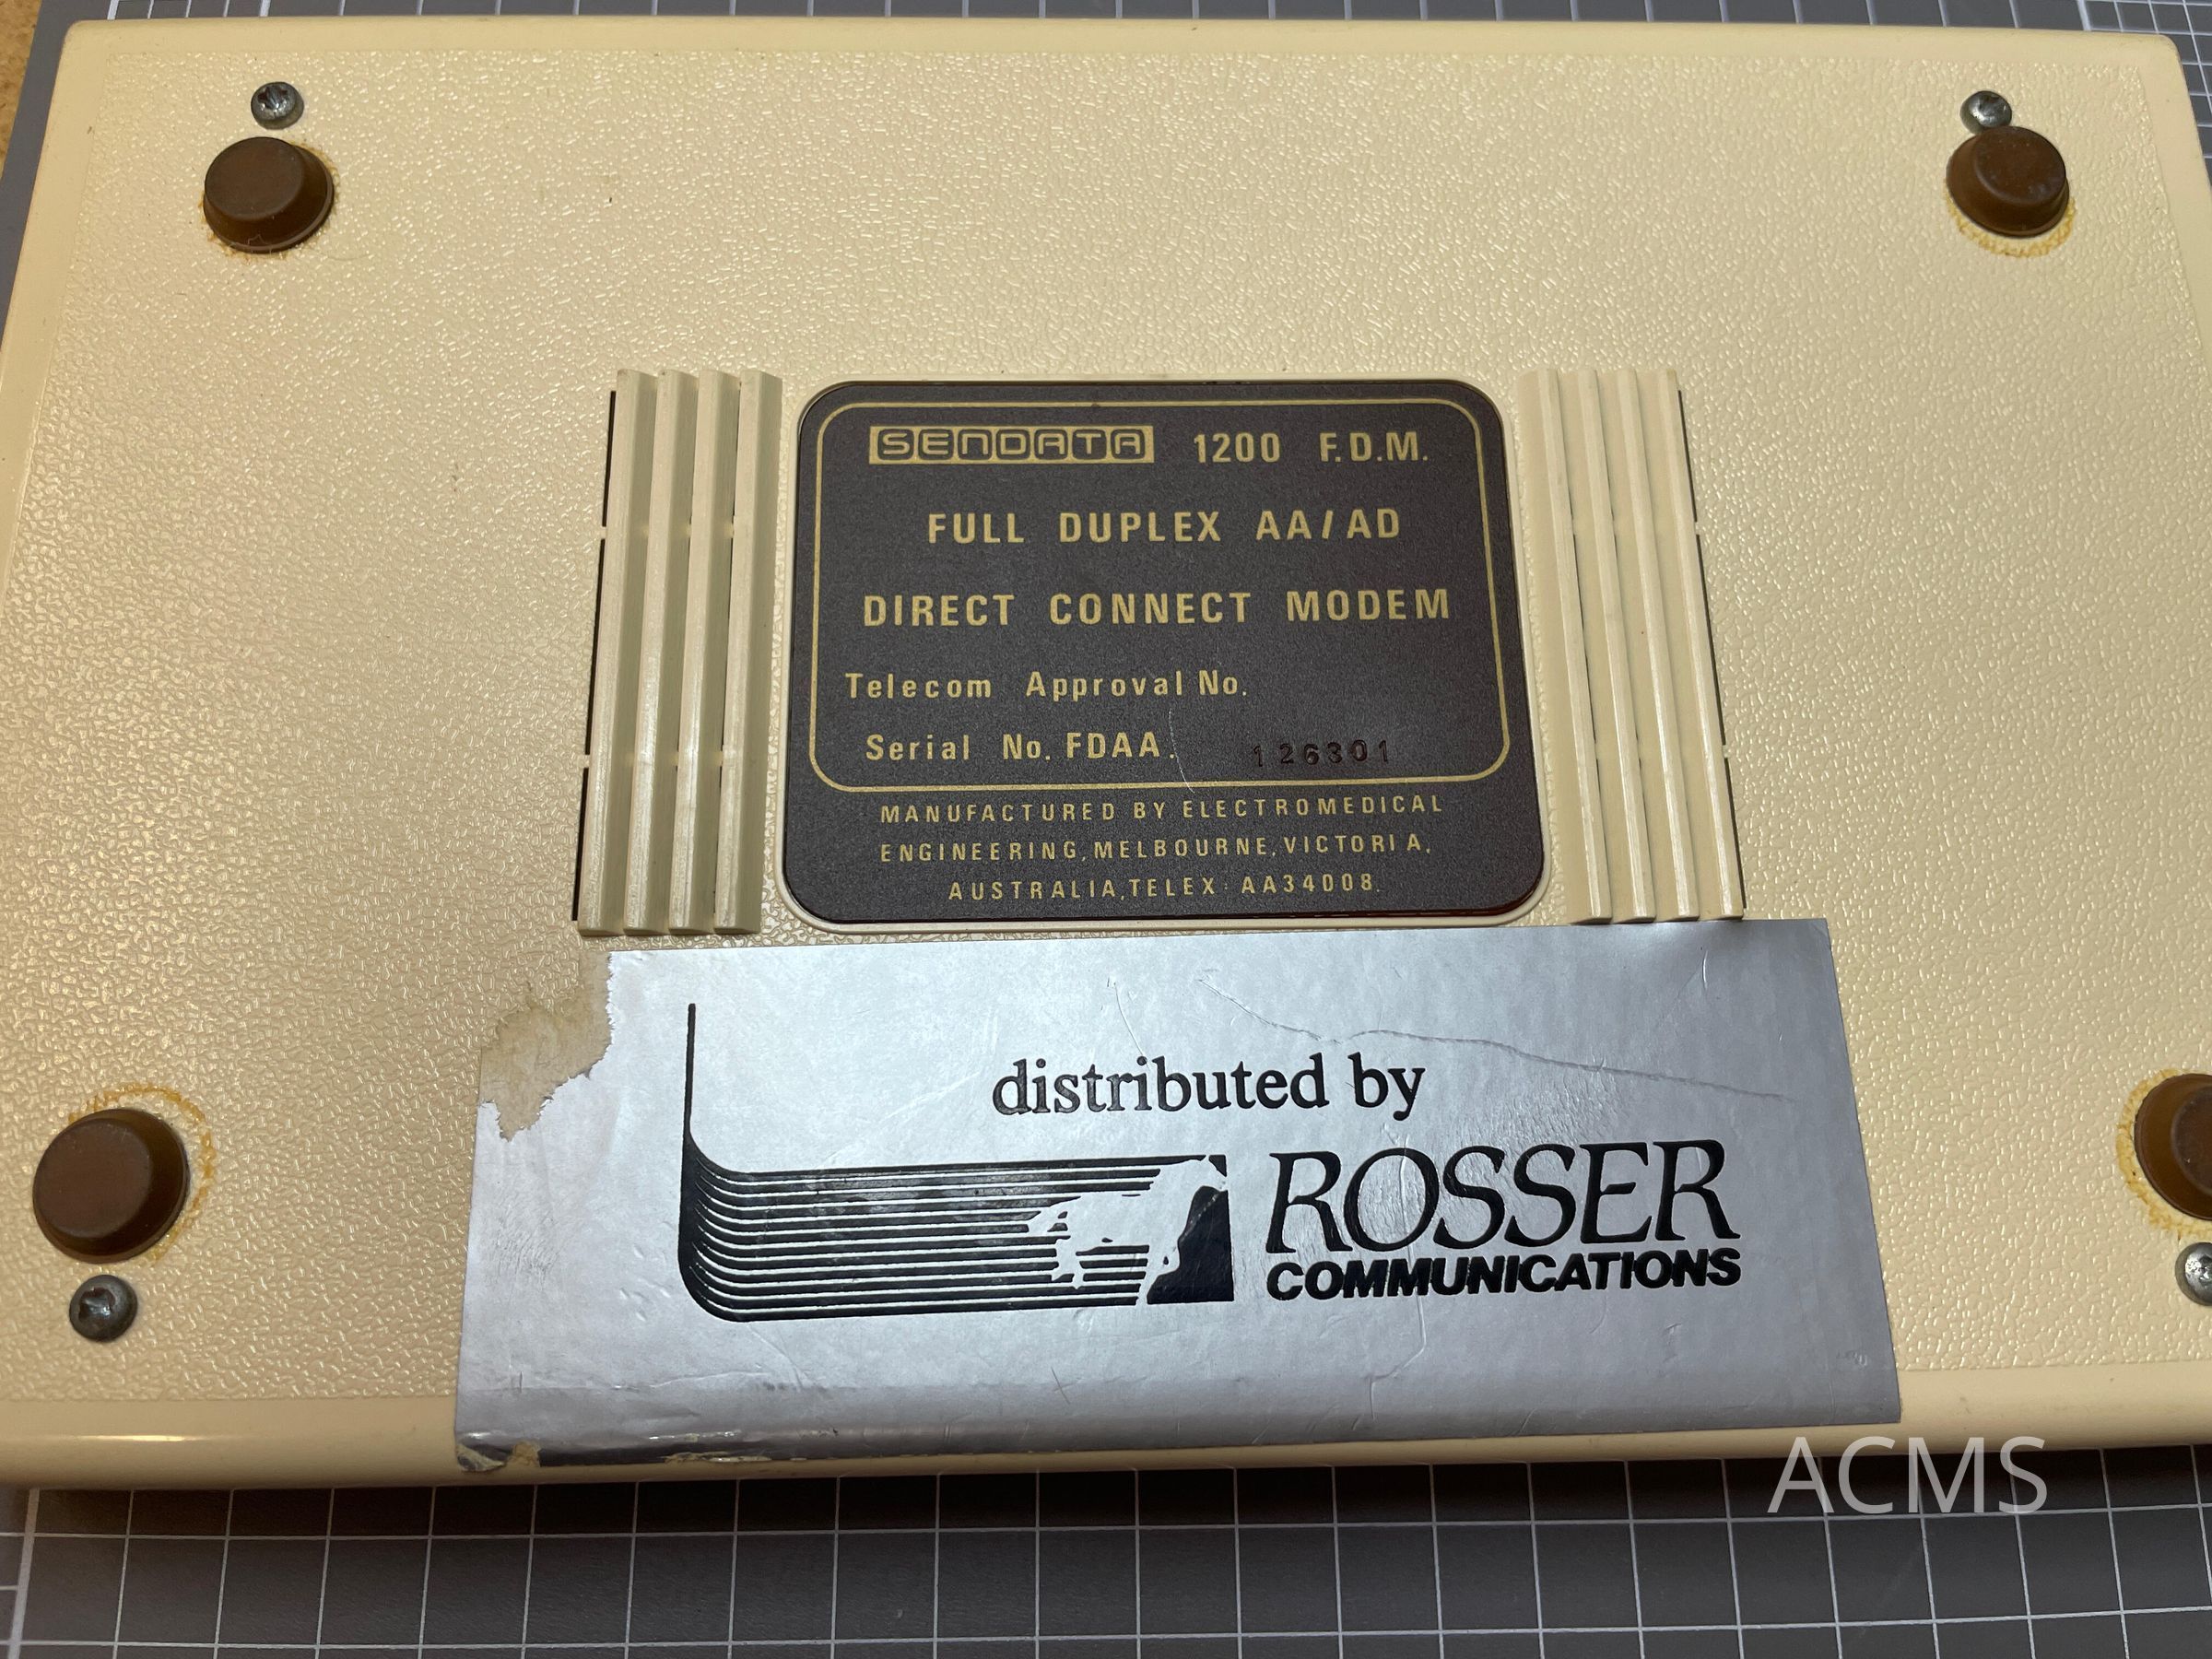 SENDATA 1200 F.D.M.
FULL DUPLEX AA/AD
DIRECT CONNECT MODEM
Telecom Approval No.
Serial No. FDAA. 126301
MANUFACTURED BY ELECTROMEDICAL
ENGINEERING, MELBOURNE, VICTORIA,
AUSTRALIA, TELEX: AA34008.
distributed by
ROSSER
COMMUNICATIONS
ACMS